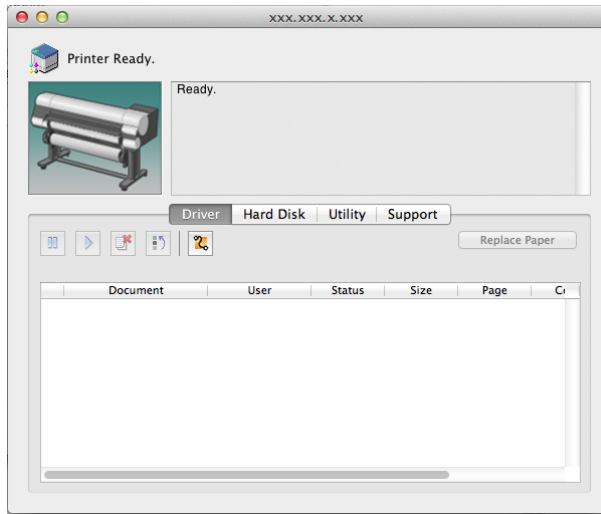 xxx.xxx.x.xxx
Printer Ready.
Ready.
Driver Hard Disk Utility Support
Replace Paper
Document User Status Size Page